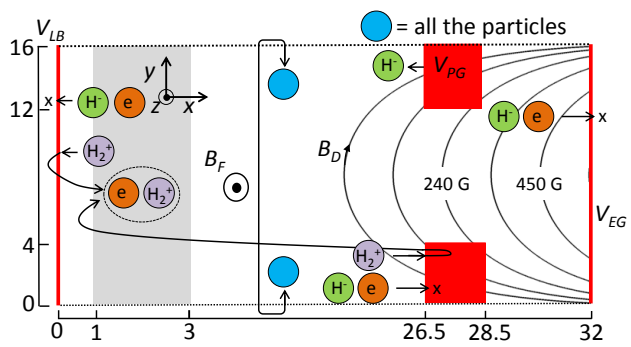 V_LB
= all the particles
16
12
4
0
y
z
x
x
H⁻
e
H₂⁺
e
H₂⁺
B_F
B_D
H⁻
V_PG
H⁻
e
x
240 G
450 G
V_EG
H₂⁺
H⁻
e
x
0
1
3
26.5
28.5
32